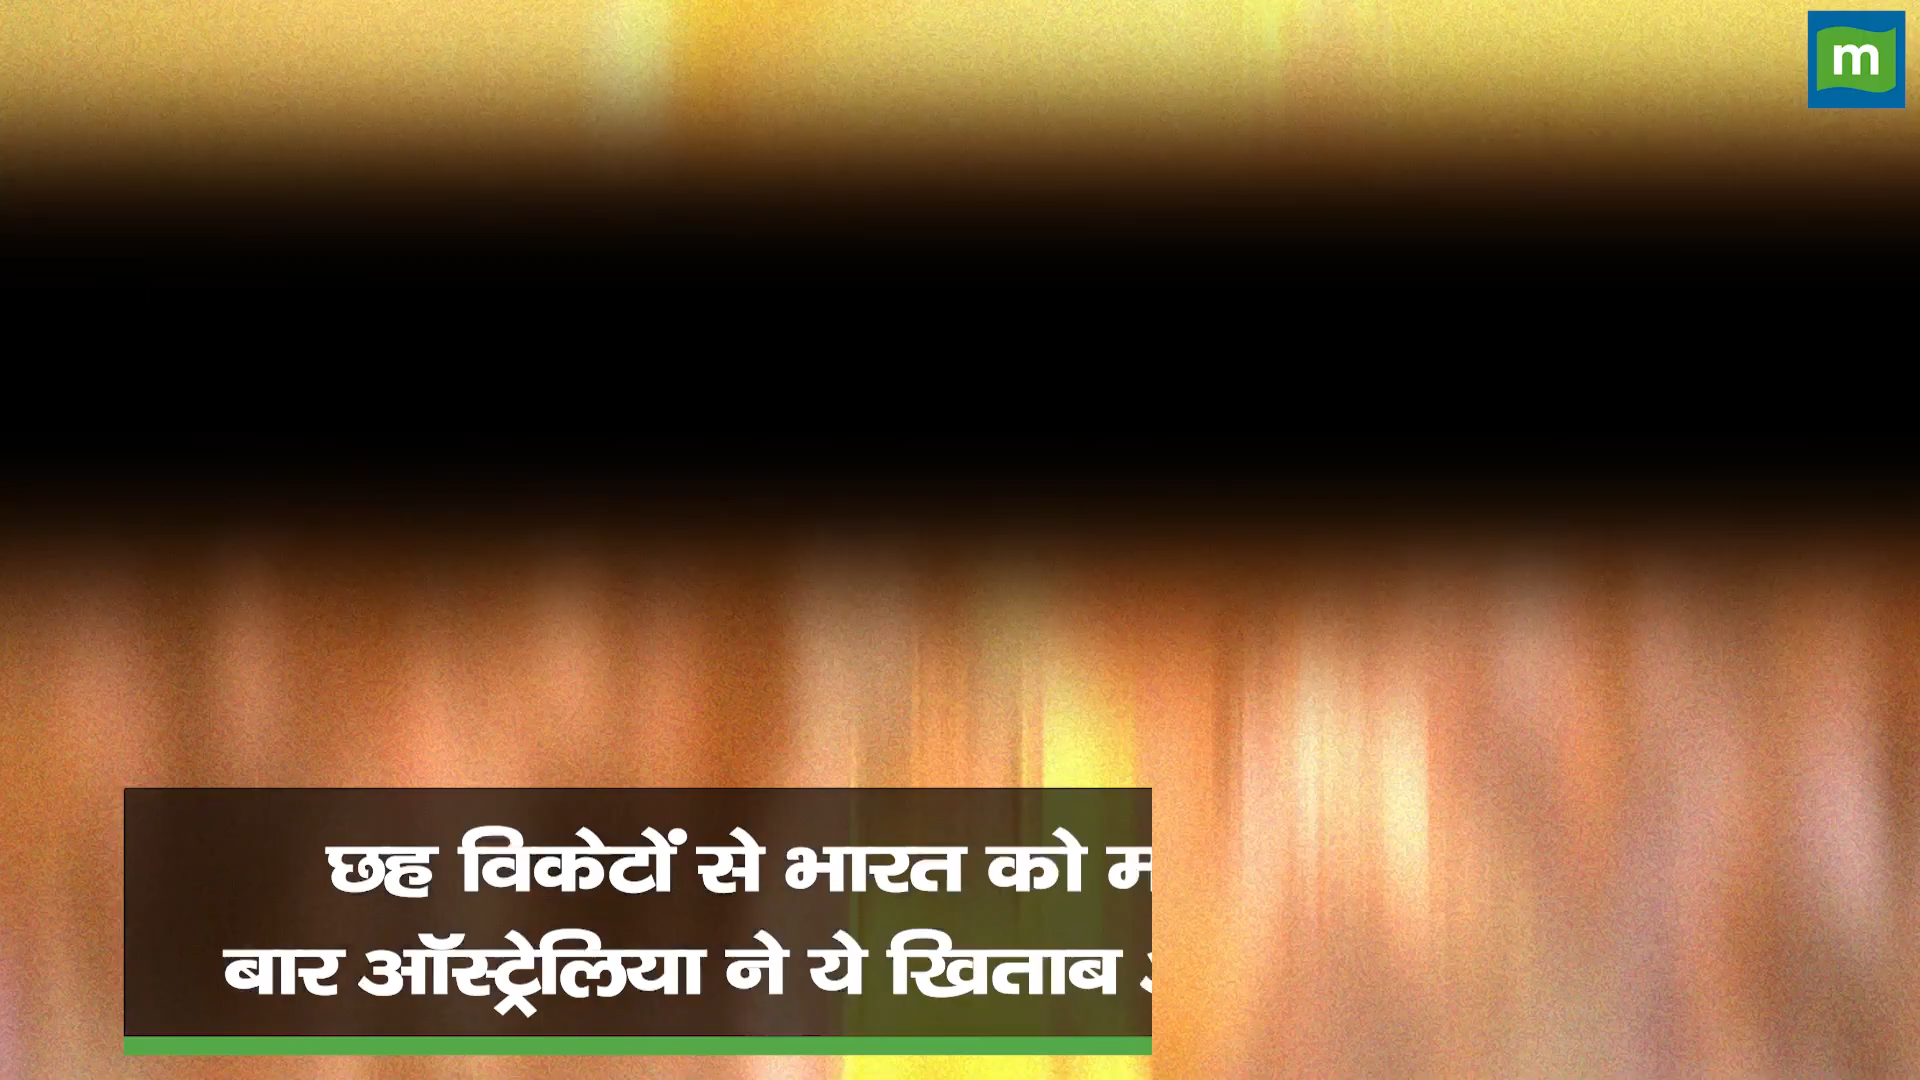 m
छह विकेटों से भारत को
बार ऑस्ट्रेलिया ने ये खिताब